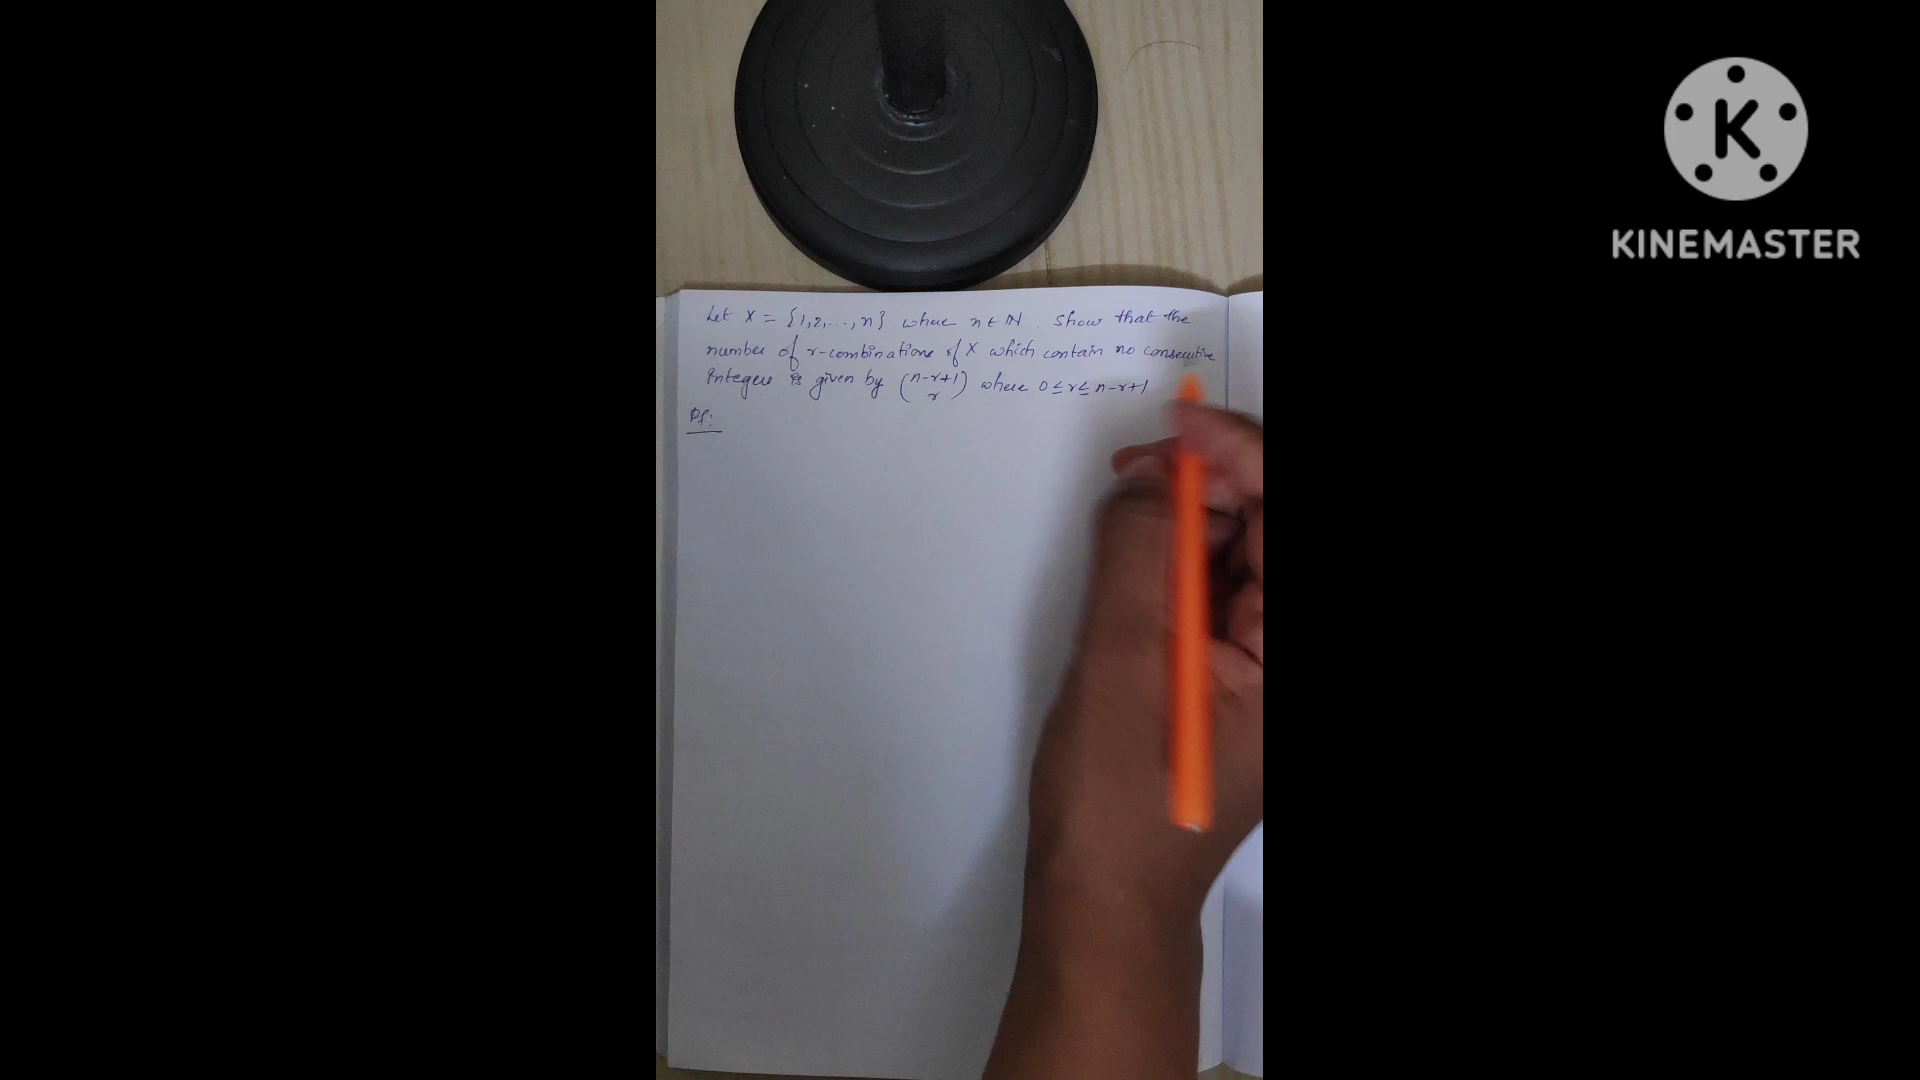 Let X = {1,2,...,n} where n ∈ N. Show that the
number of r-combinations of X which contain no consecutive
integers is given by (n-r+1 r) where 0 ≤ r ≤ n-r+1
Pf:
K
KINEMASTER